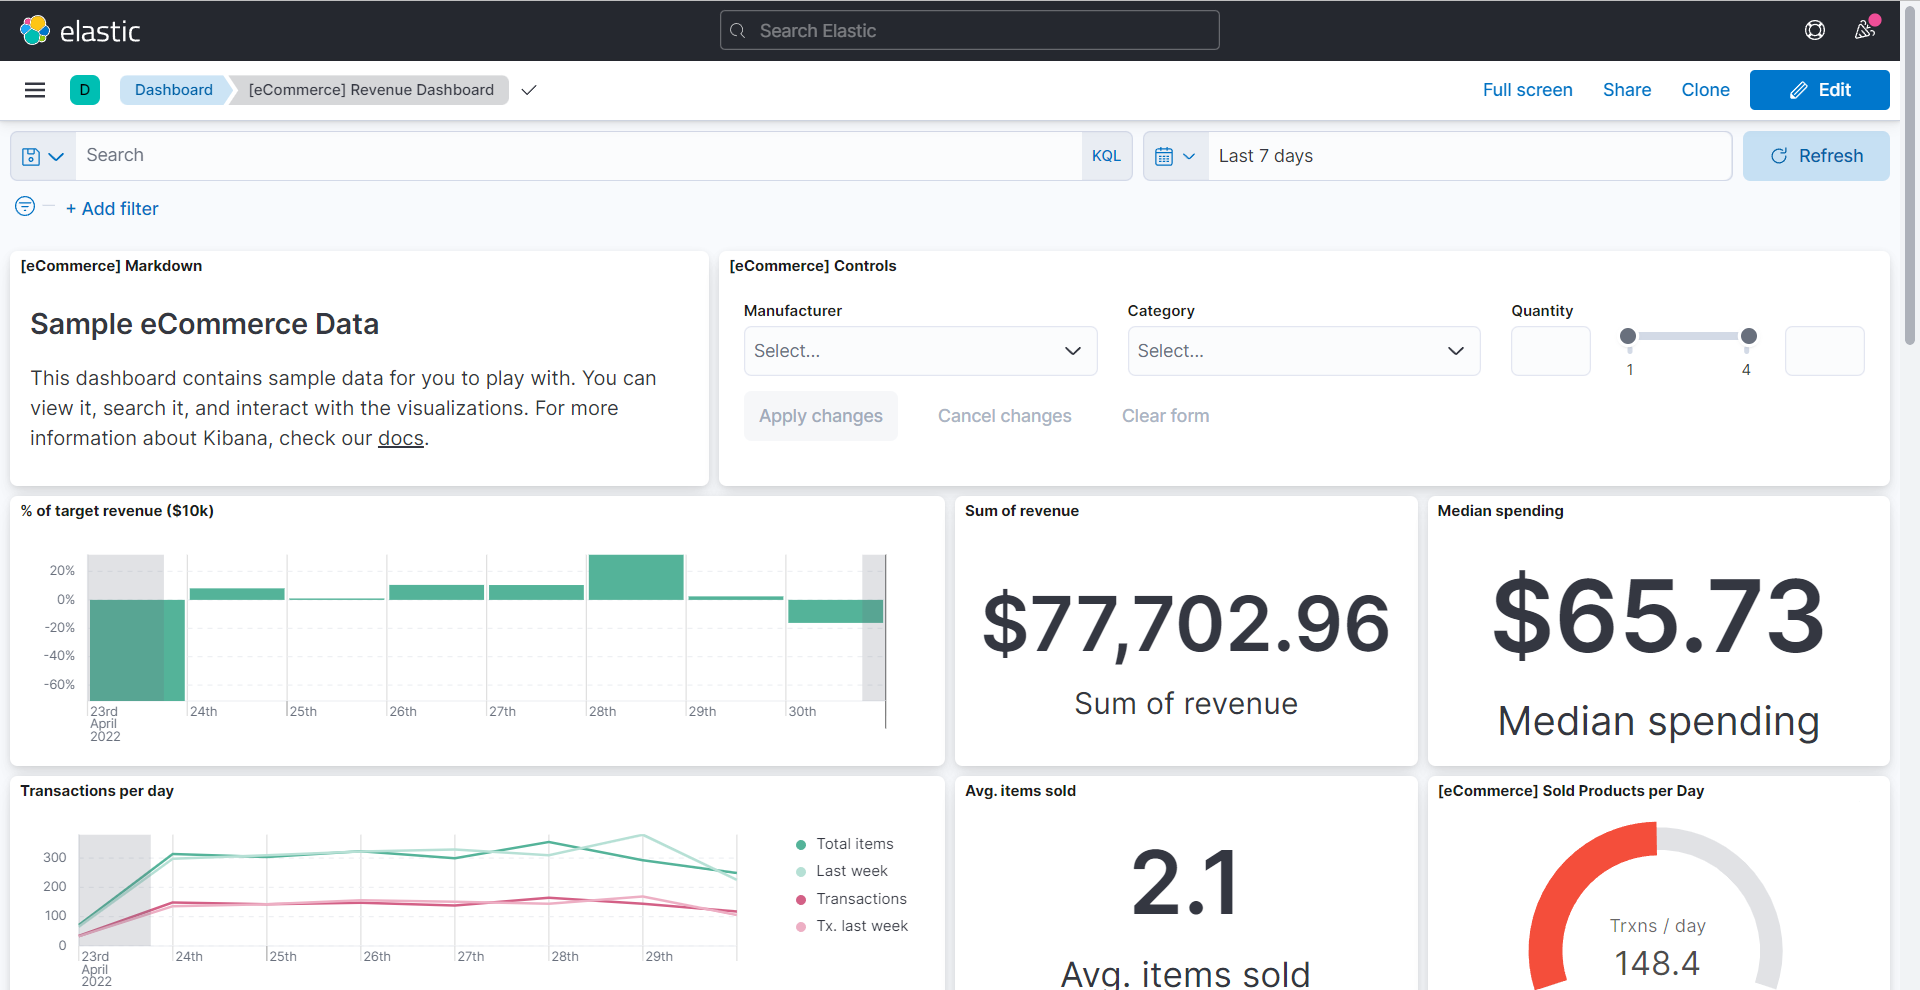 elastic
Search Elastic
D
Dashboard
[eCommerce] Revenue Dashboard
Full screen
Share
Clone
Edit
Search
KQL
Last 7 days
Refresh
+ Add filter
[eCommerce] Markdown
Sample eCommerce Data
This dashboard contains sample data for you to play with. You can
view it, search it, and interact with the visualizations. For more
information about Kibana, check our docs.
[eCommerce] Controls
Manufacturer
Select...
Category
Select...
Quantity
1
4
Apply changes
Cancel changes
Clear form
% of target revenue ($10k)
20%
0%
-20%
-40%
-60%
23rd
April
2022
24th
25th
26th
27th
28th
29th
30th
Sum of revenue
$77,702.96
Sum of revenue
Median spending
$65.73
Median spending
Transactions per day
300
200
100
0
23rd
April
2022
24th
25th
26th
27th
28th
29th
Total items
Last week
Transactions
Tx. last week
Avg. items sold
2.1
Avg. items sold
[eCommerce] Sold Products per Day
Trxns / day
148.4